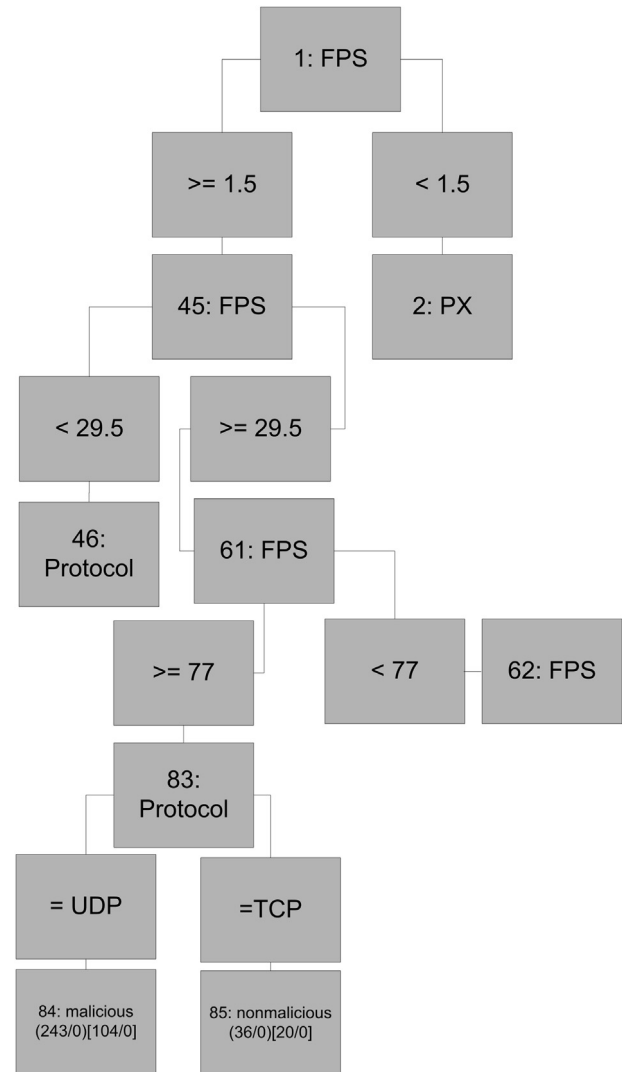 1: FPS
>= 1.5
< 1.5
45: FPS
2: PX
< 29.5
>= 29.5
46:
Protocol
61: FPS
>= 77
< 77
62: FPS
83:
Protocol
= UDP
=TCP
84: malicious
(243/0)[104/0]
85: nonmalicious
(36/0)[20/0]